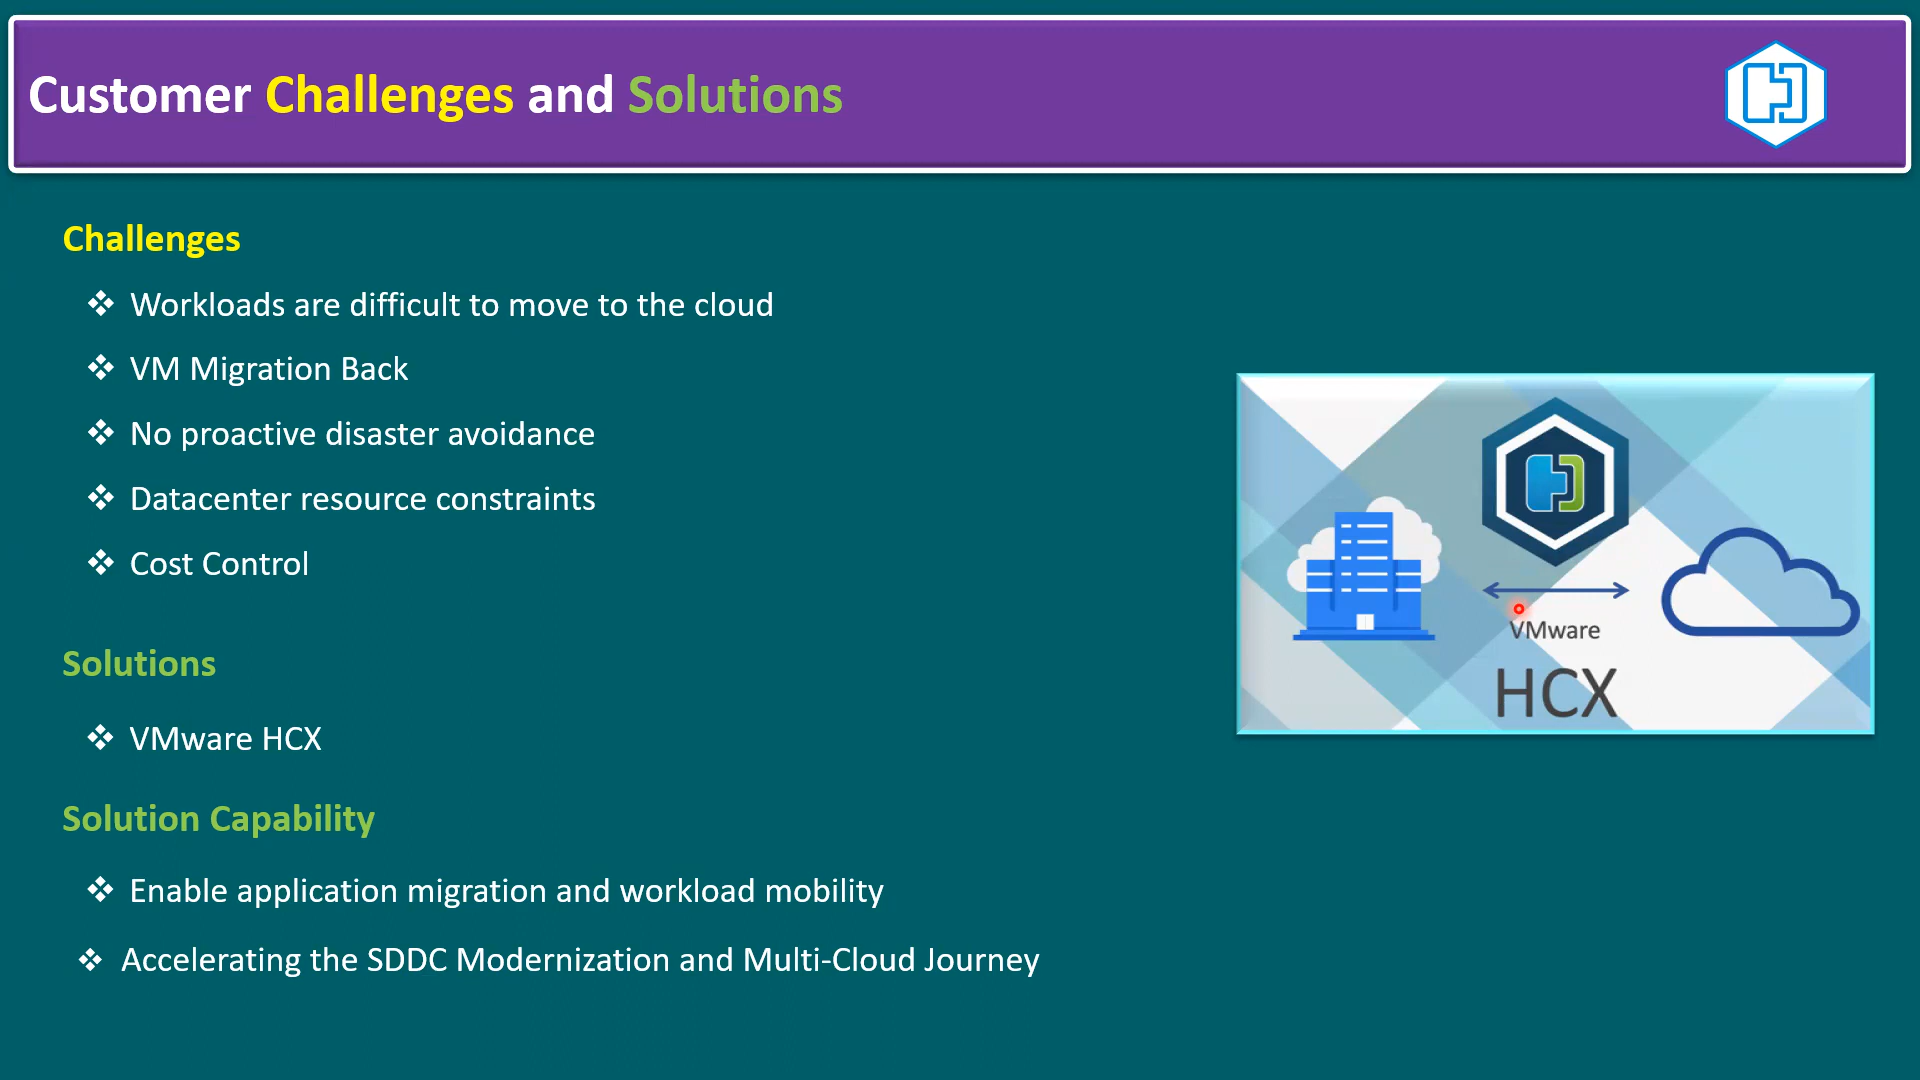 Customer Challenges and Solutions
Challenges
❖ Workloads are difficult to move to the cloud
❖ VM Migration Back
❖ No proactive disaster avoidance
❖ Datacenter resource constraints
❖ Cost Control
Solutions
❖ VMware HCX
Solution Capability
❖ Enable application migration and workload mobility
❖ Accelerating the SDDC Modernization and Multi-Cloud Journey
VMware
HCX